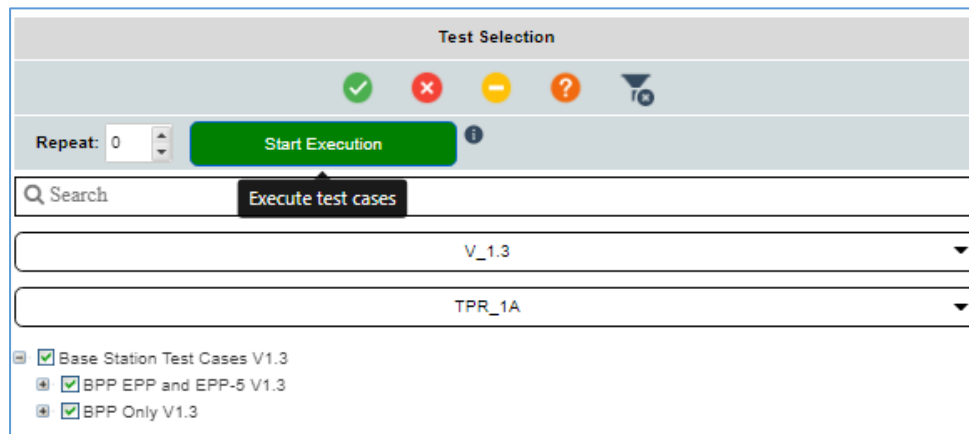 Test Selection
Repeat: 0 Start Execution
Search
Execute test cases
V_1.3
TPR_1A
Base Station Test Cases V1.3
BPP EPP and EPP-5 V1.3
BPP Only V1.3